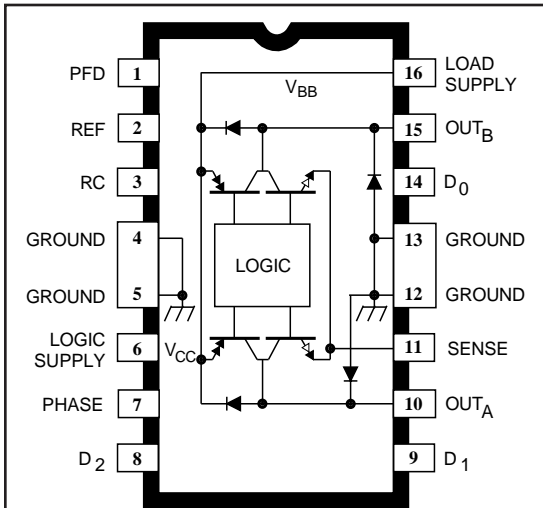 PFD 1
REF 2
RC 3
GROUND 4
GROUND 5
LOGIC
SUPPLY 6
PHASE 7
D2 8
VBB
LOGIC
VCC
16 LOAD
SUPPLY
15 OUTB
14 D0
13 GROUND
12 GROUND
11 SENSE
10 OUTA
9 D1